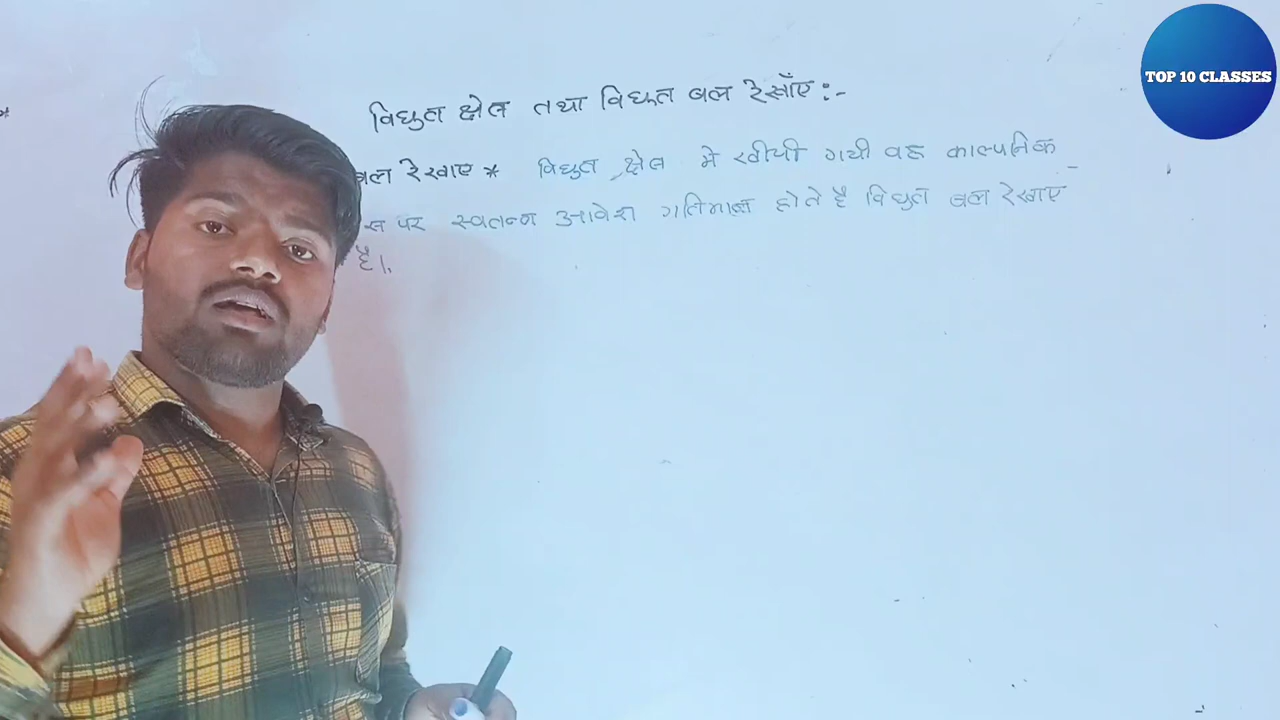 TOP 10 CLASSES
विद्युत क्षेत्र तथा विद्युत बल रेखाएँ :-
बल रेखाए * विद्युत क्षेत्र मे खीची गयी वह काल्पनिक
पर स्वतन्त्र आवेश गतिमान होते है विद्युत बल रेखाए
है।